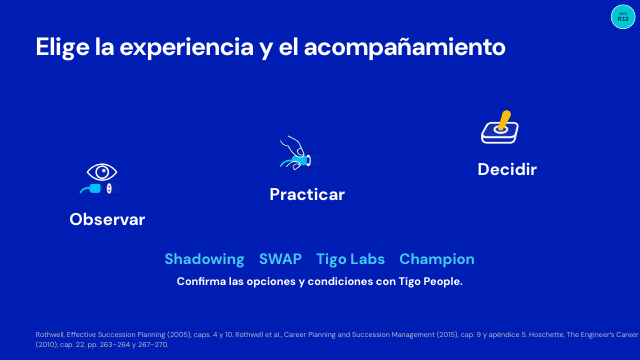 R12
Elige la experiencia y el acompañamiento
Decidir
Practicar
Observar
Shadowing SWAP Tigo Labs Champion
Confirma las opciones y condiciones con Tigo People.
Rothwell, Effective Succession Planning (2005), caps. 4 y 10. Rothwell et al., Career Planning and Succession Management (2015), cap. 9 y apéndice 5. Hoschette, The Engineer's Career
(2010), cap. 22, pp. 263–264 y 267–270.